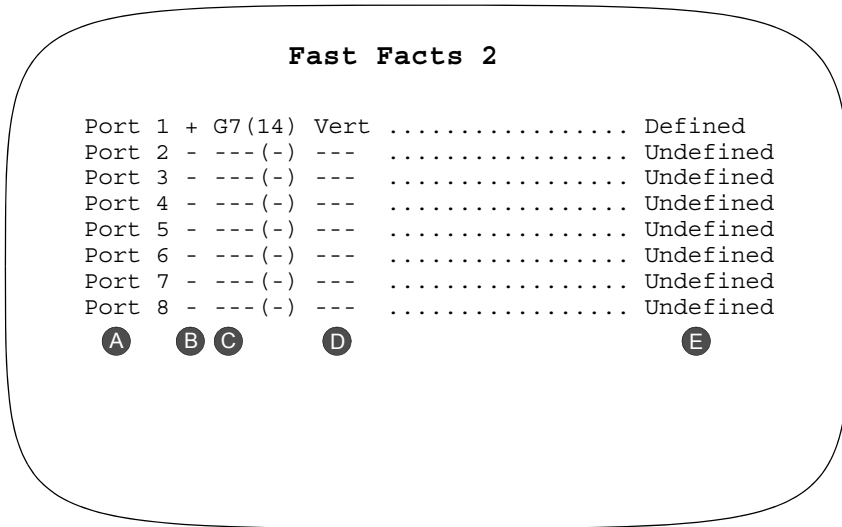 Fast Facts 2
Port 1 + G7(14) Vert ................. Defined
Port 2 - ---(-) --- ................. Undefined
Port 3 - ---(-) --- ................. Undefined
Port 4 - ---(-) --- ................. Undefined
Port 5 - ---(-) --- ................. Undefined
Port 6 - ---(-) --- ................. Undefined
Port 7 - ---(-) --- ................. Undefined
Port 8 - ---(-) --- ................. Undefined
A B C D E